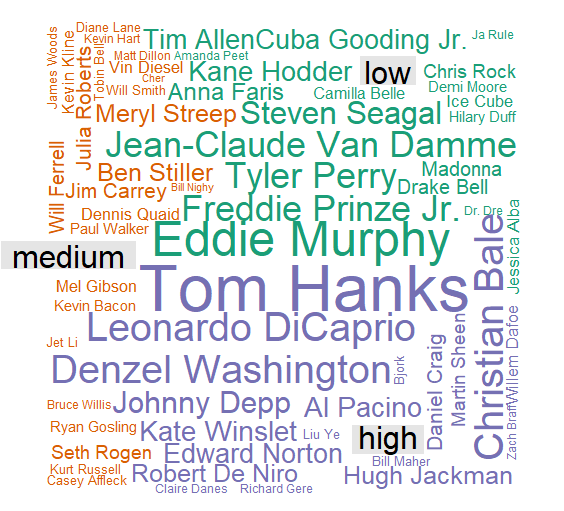 Diane Lane
Kevin Hart
James Woods
Kevin Kline
Julia Roberts
Tobin Bell
Tim Allen
Cuba Gooding Jr.
Ja Rule
Matt Dillon
Amanda Peet
Vin Diesel
Kane Hodder
low
Chris Rock
Cher
Will Smith
Anna Faris
Camilla Belle
Demi Moore
Ice Cube
Meryl Streep
Steven Seagal
Hilary Duff
Jean-Claude Van Damme
Will Ferrell
Ben Stiller
Tyler Perry
Madonna
Drake Bell
Jim Carrey
Bill Nighy
Dennis Quaid
Freddie Prinze Jr.
Dr. Dre
Jessica Alba
Paul Walker
Eddie Murphy
medium
Christian Bale
Mel Gibson
Tom Hanks
Kevin Bacon
Leonardo DiCaprio
Willem Dafoe
Martin Sheen
Daniel Craig
Jet Li
Denzel Washington
Bjork
Bruce Willis
Johnny Depp
Al Pacino
Zach Braff
Ryan Gosling
Kate Winslet
Liu Ye
high
Seth Rogen
Edward Norton
Bill Maher
Kurt Russell
Robert De Niro
Hugh Jackman
Casey Affleck
Claire Danes
Richard Gere